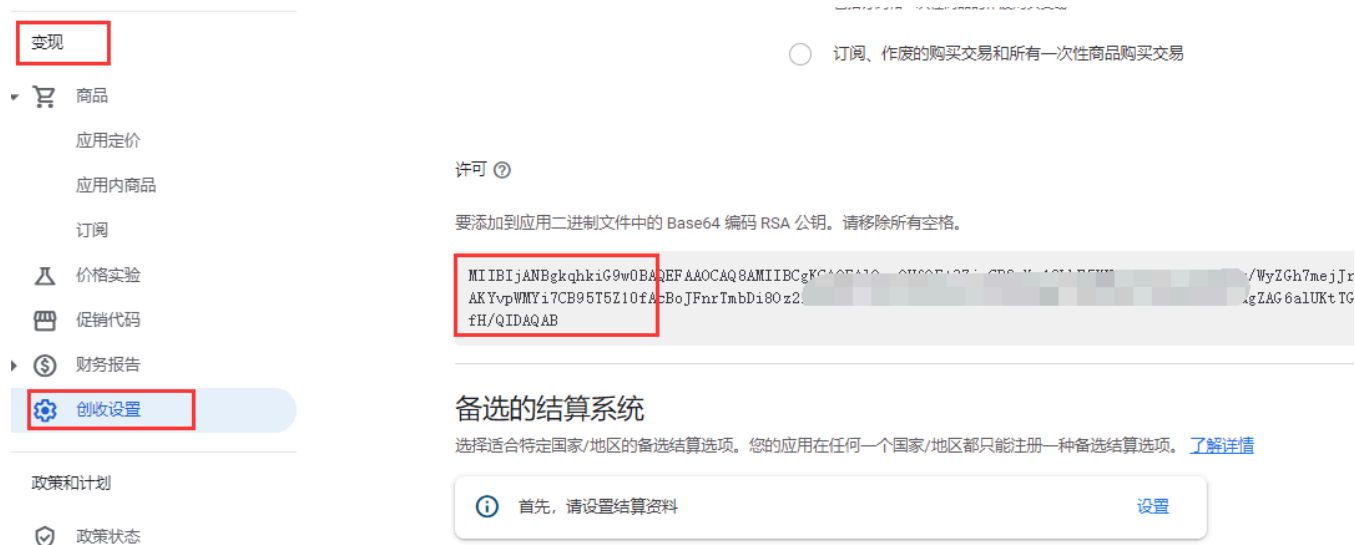 变现
商品
应用定价
应用内商品
订阅
价格实验
促销代码
财务报告
创收设置
政策和计划
政策状态
订阅、作废的购买交易和所有一次性商品购买交易
许可
要添加到应用二进制文件中的 Base64 编码 RSA 公钥。请移除所有空格。
MIIBIjANBgkqhkiG9w0BAQEFAAOCAQ8AMIIBCgK /WyZGh7mejJr
AKYvpWMYi7CB95T5Z10fAcBoJFnrTmbDi8Oz2 gZAG6alUKtTG
fH/QIDAQAB
备选的结算系统
选择适合特定国家/地区的备选结算选项。您的应用在任何一个国家/地区都只能注册一种备选结算选项。 了解详情
首先，请设置结算资料 设置